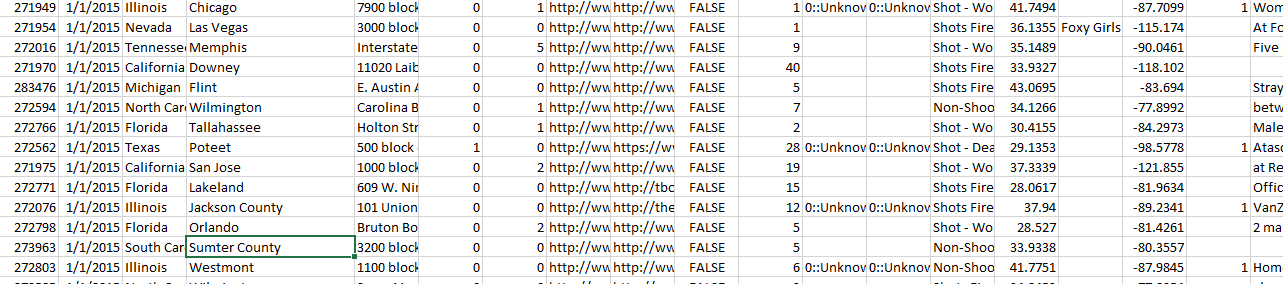 271949 1/1/2015 Illinois Chicago 7900 block 0 1 http://ww http://ww FALSE 1 0::Unknow 0::Unknov Shot - Wo 41.7494 -87.7099 1 Wom
271954 1/1/2015 Nevada Las Vegas 3000 block 0 0 http://ww http://ww FALSE 1 Shots Fire 36.1355 Foxy Girls -115.174 At Fo
272016 1/1/2015 Tennessee Memphis Interstate 0 5 http://ww http://ww FALSE 9 Shot - Wo 35.1489 -90.0461 Five
271970 1/1/2015 California Downey 11020 Laib 0 0 http://ww http://ww FALSE 40 Shots Fire 33.9327 -118.102
283476 1/1/2015 Michigan Flint E. Austin A 0 0 http://ww http://ww FALSE 5 Shots Fire 43.0695 -83.694 Stray
272594 1/1/2015 North Car Wilmington Carolina B 0 1 http://ww http://ww FALSE 7 Non-Shoo 34.1266 -77.8992 betw
272766 1/1/2015 Florida Tallahassee Holton Str 0 1 http://ww http://ww FALSE 2 Shot - Wo 30.4155 -84.2973 Male
272562 1/1/2015 Texas Poteet 500 block 1 0 http://ww https://w FALSE 28 0::Unknow 0::Unknov Shot - Dea 29.1353 -98.5778 1 Atas
271975 1/1/2015 California San Jose 1000 block 0 2 http://ww http://ww FALSE 19 Shot - Wo 37.3339 -121.855 at Re
272771 1/1/2015 Florida Lakeland 609 W. Nin 0 0 http://ww http://tbo FALSE 15 Shots Fire 28.0617 -81.9634 Offic
272076 1/1/2015 Illinois Jackson County 101 Union 0 0 http://ww http://the FALSE 12 0::Unknow 0::Unknov Shots Fire 37.94 -89.2341 1 VanZ
272798 1/1/2015 Florida Orlando Bruton Bo 0 2 http://ww http://ww FALSE 5 Shot - Wo 28.527 -81.4261 2 ma
273963 1/1/2015 South Car Sumter County 3200 block 0 0 http://ww http://ww FALSE 5 Non-Shoo 33.9338 -80.3557
272803 1/1/2015 Illinois Westmont 1100 block 0 0 http://ww http://ww FALSE 6 0::Unknow 0::Unknov Non-Shoo 41.7751 -87.9845 1 Hom